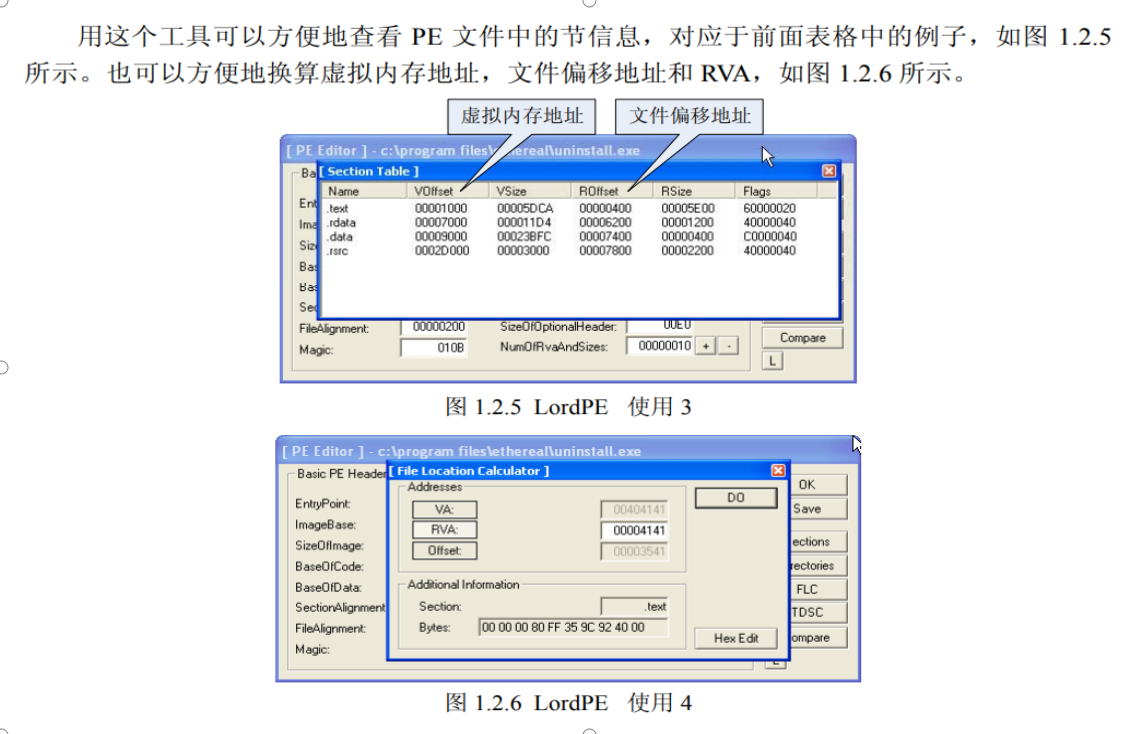 用这个工具可以方便地查看 PE 文件中的节信息，对应于前面表格中的例子，如图 1.2.5
所示。也可以方便地换算虚拟内存地址，文件偏移地址和 RVA，如图 1.2.6 所示。
虚拟内存地址 文件偏移地址
[ PE Editor ] - c:\program files\ethereal\uninstall.exe
Ba [ Section Table ]
Name VOffset VSize ROffset RSize Flags
.text 00001000 00005DCA 00000400 00005E00 60000020
.rdata 00007000 000011D4 00006200 00001200 40000040
.data 00009000 00023BFC 00007400 00000400 C0000040
.rsrc 0002D000 00003000 00007800 00002200 40000040
Ent
Ima
Siz
Bas
Bas
Sec
FileAlignment: 00000200 SizeOfOptionalHeader: 00E0
Magic: 010B NumOfRvaAndSizes: 00000010 + -
Compare
L
图 1.2.5 LordPE 使用 3
[ PE Editor ] - c:\program files\ethereal\uninstall.exe
Basic PE Header [ File Location Calculator ]
Addresses
EntryPoint: VA: 00404141 DO OK
ImageBase: RVA: 00004141 Save
SizeOfImage: Offset: 00003541 ections
BaseOfCode: rectories
BaseOfData: Additional Information FLC
SectionAlignment Section: .text TDSC
FileAlignment: Bytes: 00 00 00 80 FF 35 9C 92 40 00 Hex Edit ompare
Magic:
L
图 1.2.6 LordPE 使用 4